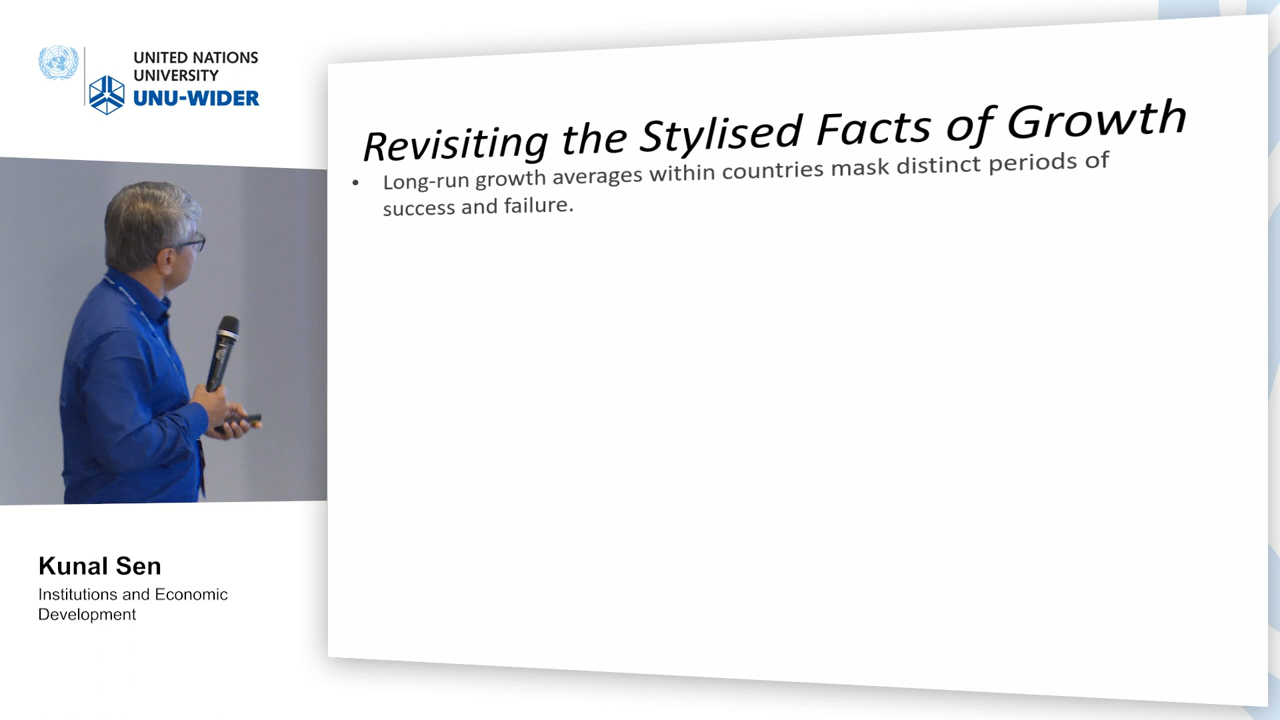 UNITED NATIONS
UNIVERSITY
UNU-WIDER
Revisiting the Stylised Facts of Growth
• Long-run growth averages within countries mask distinct periods of
success and failure.
Kunal Sen
Institutions and Economic
Development